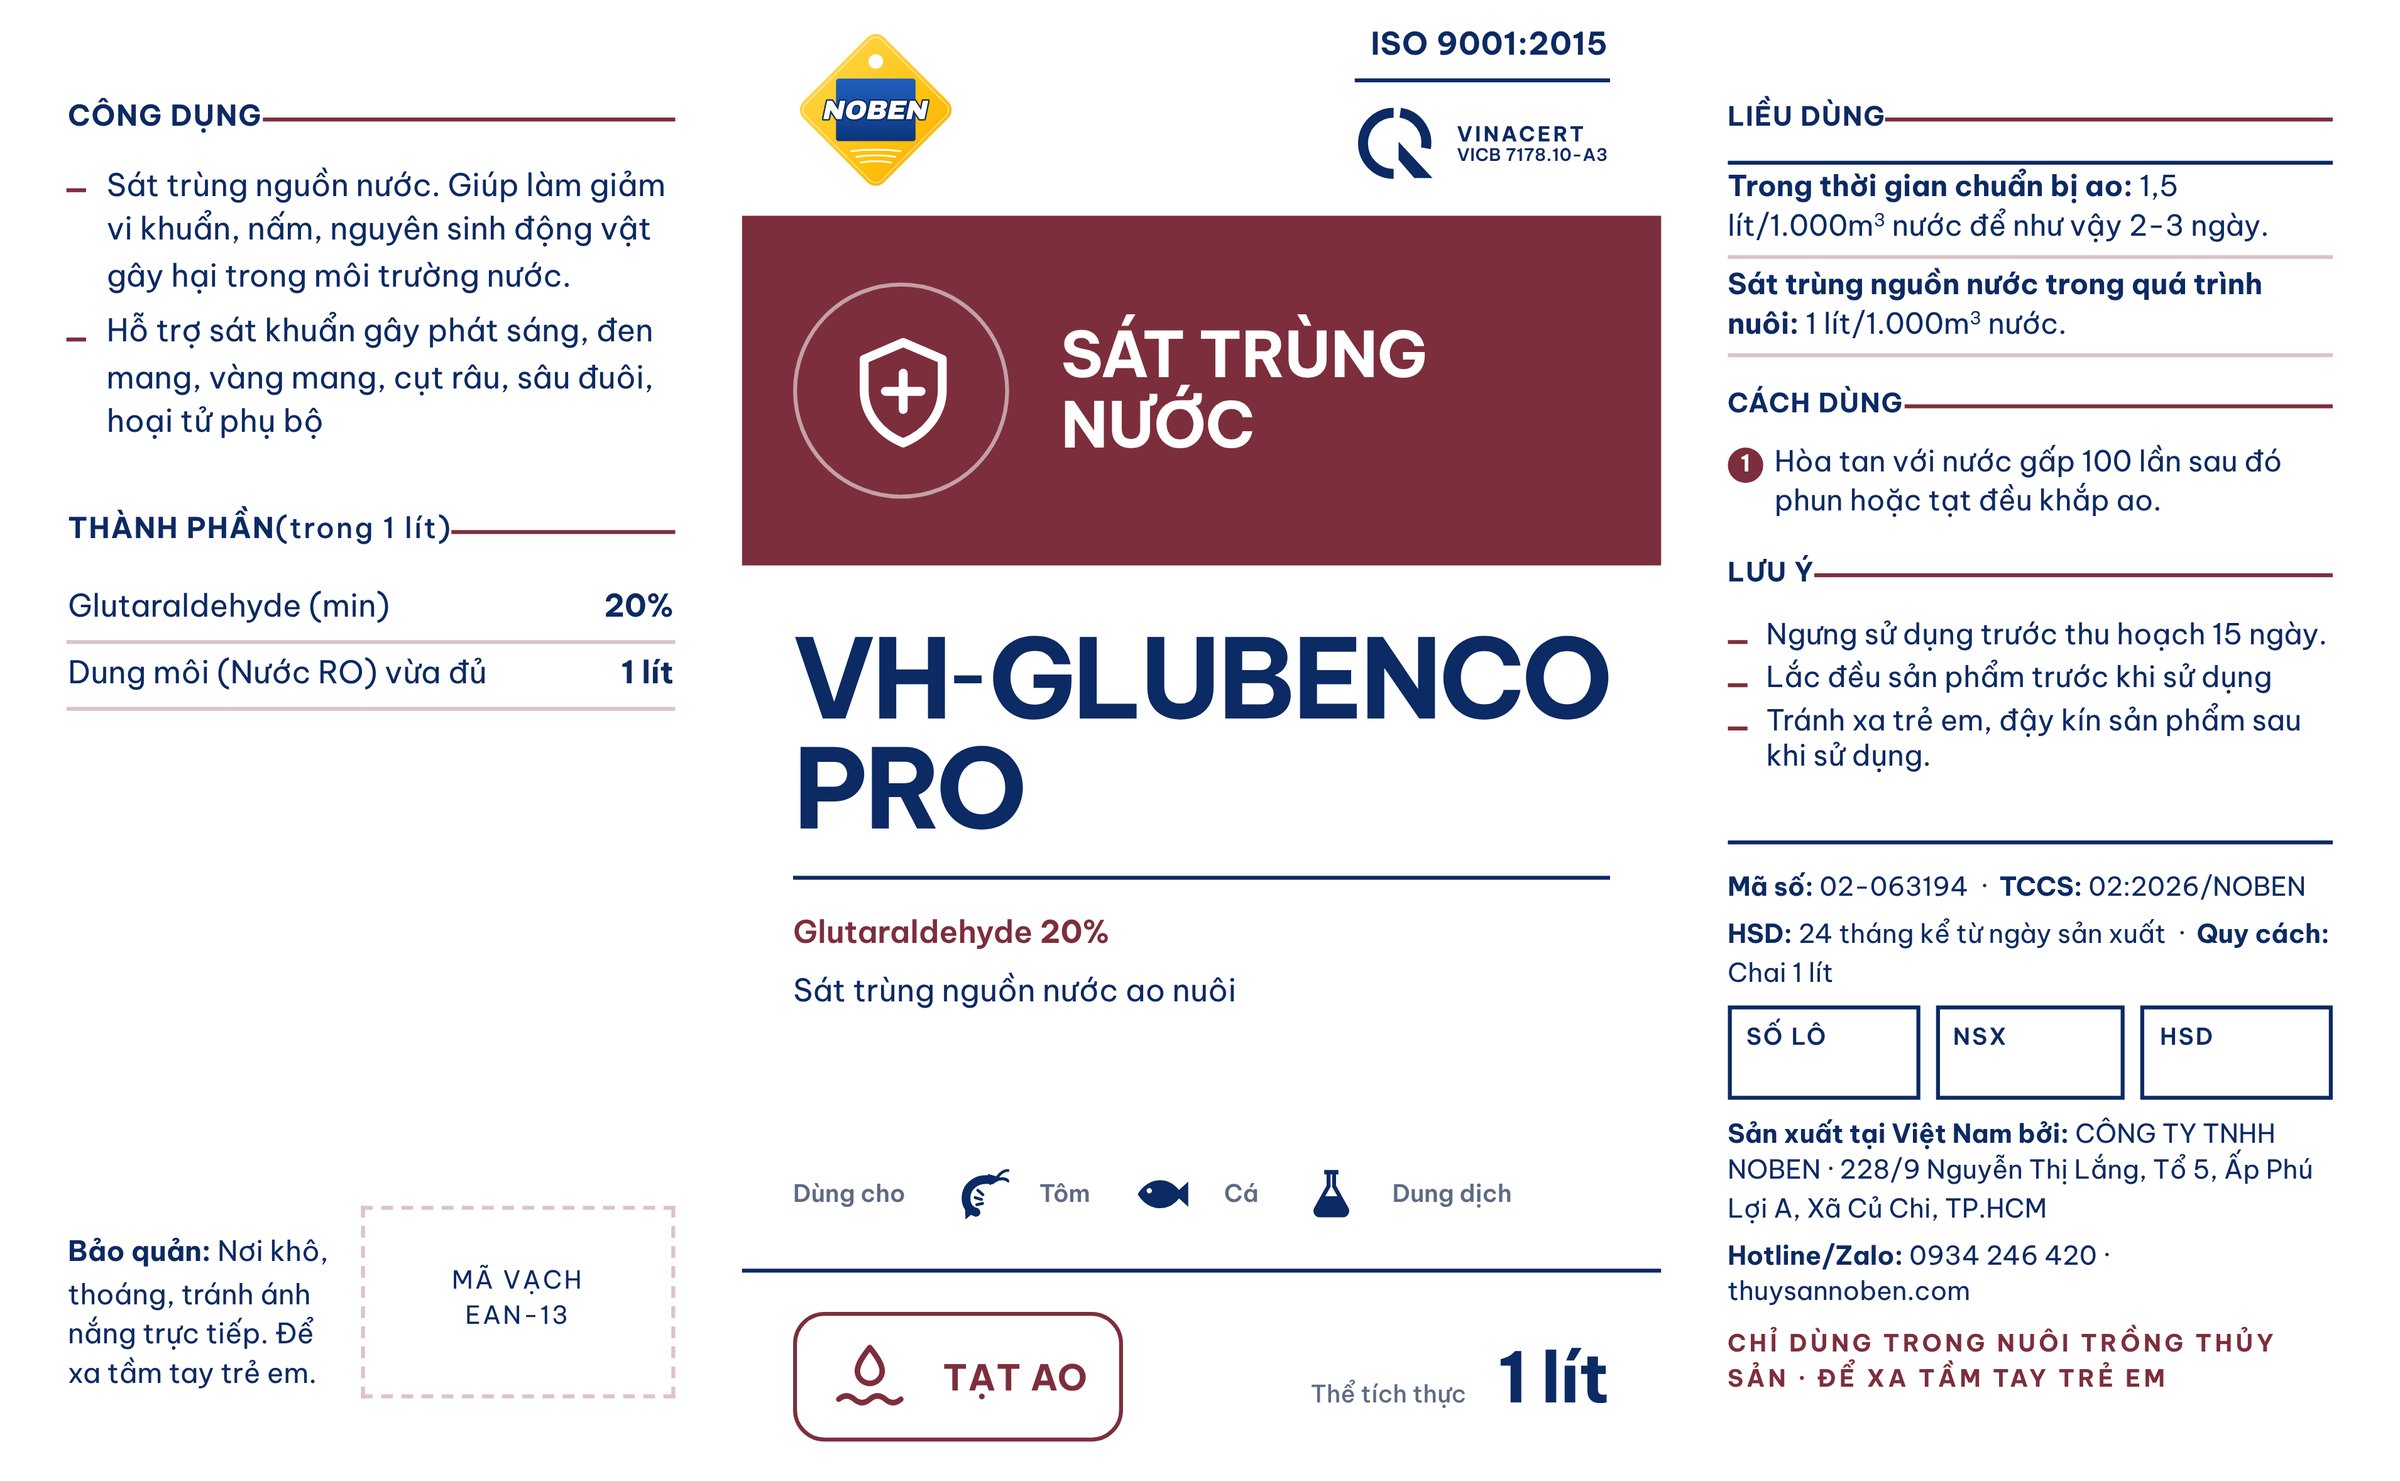 CÔNG DỤNG
Sát trùng nguồn nước. Giúp làm giảm
vi khuẩn, nấm, nguyên sinh động vật
gây hại trong môi trường nước.
Hỗ trợ sát khuẩn gây phát sáng, đen
mang, vàng mang, cụt râu, sâu đuôi,
hoại tử phụ bộ
THÀNH PHẦN(trong 1 lít)
Glutaraldehyde (min) 20%
Dung môi (Nước RO) vừa đủ 1 lít
Bảo quản: Nơi khô,
thoáng, tránh ánh
nắng trực tiếp. Để
xa tầm tay trẻ em.
MÃ VẠCH
EAN-13
NOBEN
ISO 9001:2015
VINACERT
VICB 7178.10-A3
SÁT TRÙNG
NƯỚC
VH-GLUBENCO
PRO
Glutaraldehyde 20%
Sát trùng nguồn nước ao nuôi
Dùng cho Tôm Cá Dung dịch
TẠT AO
Thể tích thực 1 lít
LIỀU DÙNG
Trong thời gian chuẩn bị ao: 1,5
lít/1.000m³ nước để như vậy 2-3 ngày.
Sát trùng nguồn nước trong quá trình
nuôi: 1 lít/1.000m³ nước.
CÁCH DÙNG
1 Hòa tan với nước gấp 100 lần sau đó
phun hoặc tạt đều khắp ao.
LƯU Ý
Ngưng sử dụng trước thu hoạch 15 ngày.
Lắc đều sản phẩm trước khi sử dụng
Tránh xa trẻ em, đậy kín sản phẩm sau
khi sử dụng.
Mã số: 02-063194 · TCCS: 02:2026/NOBEN
HSD: 24 tháng kể từ ngày sản xuất · Quy cách:
Chai 1 lít
SỐ LÔ NSX HSD
Sản xuất tại Việt Nam bởi: CÔNG TY TNHH
NOBEN · 228/9 Nguyễn Thị Lắng, Tổ 5, Ấp Phú
Lợi A, Xã Củ Chi, TP.HCM
Hotline/Zalo: 0934 246 420 ·
thuysannoben.com
CHỈ DÙNG TRONG NUÔI TRỒNG THỦY
SẢN · ĐỂ XA TẦM TAY TRẺ EM